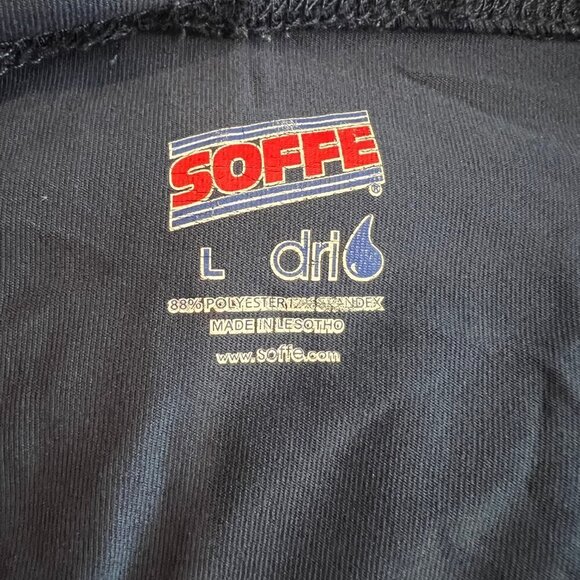 SOFFE®
L dri
88% POLYESTER 12% SPANDEX
MADE IN LESOTHO
www.soffe.com